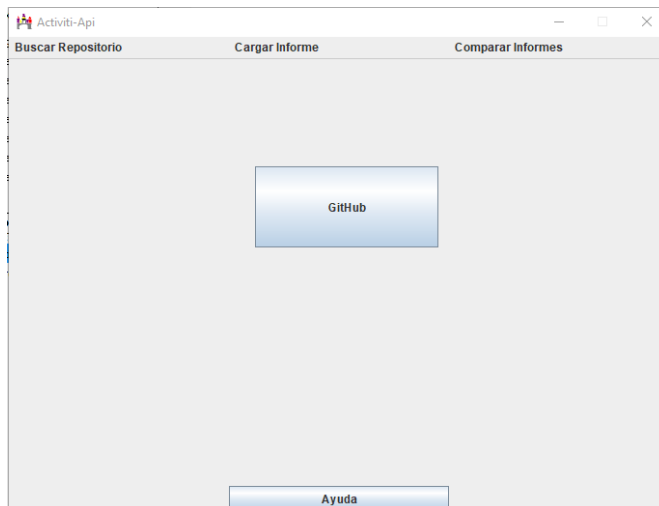 Activiti-Api
Buscar Repositorio Cargar Informe Comparar Informes
GitHub
Ayuda